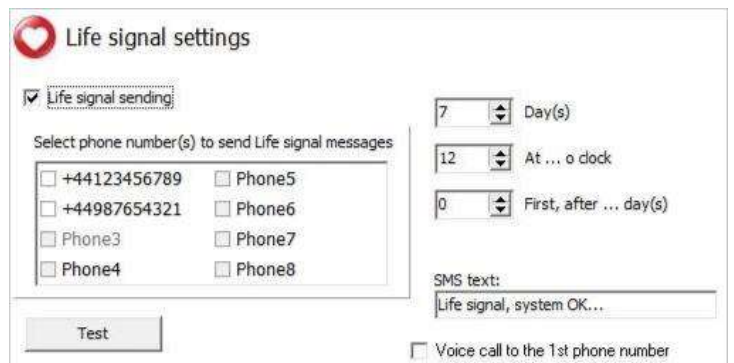 Life signal settings
Life signal sending
Select phone number(s) to send Life signal messages
+44123456789 Phone5
+44987654321 Phone6
Phone3 Phone7
Phone4 Phone8
Test
7 Day(s)
12 At ... o clock
0 First, after ... day(s)
SMS text:
Life signal, system OK...
Voice call to the 1st phone number